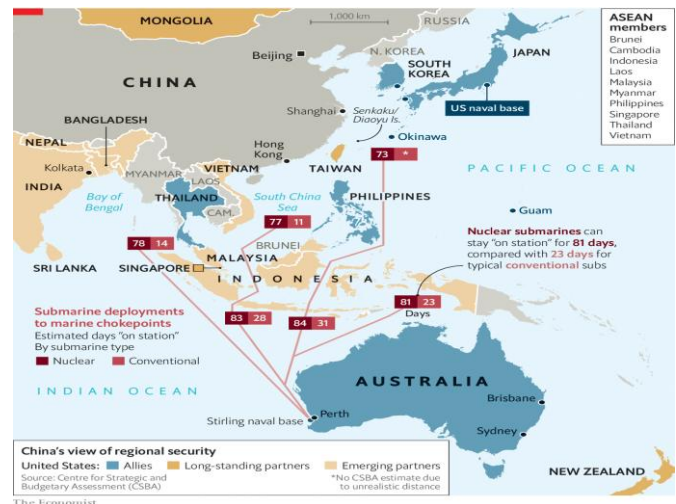 MONGOLIA
1,000 km
RUSSIA
ASEAN
members
Brunei
Cambodia
Indonesia
Laos
Malaysia
Myanmar
Philippines
Singapore
Thailand
Vietnam
Beijing
N. KOREA
JAPAN
SOUTH
KOREA
CHINA
US naval base
Shanghai
Senkaku/
Diaoyu Is.
BANGLADESH
NEPAL
Okinawa
Hong
Kong
Kolkata
VIETNAM
TAIWAN
73 *
PACIFIC OCEAN
MYANMAR
LAOS
INDIA
Bay of
Bengal
THAILAND
South China
Sea
PHILIPPINES
CAM.
77 11
Guam
78 14
BRUNEI
Nuclear submarines can
stay “on station” for 81 days,
compared with 23 days for
typical conventional subs
MALAYSIA
SRI LANKA
SINGAPORE
INDONESIA
81 23
Days
83 28
84 31
Submarine deployments
to marine chokepoints
Estimated days “on station”
By submarine type
Nuclear
Conventional
INDIAN OCEAN
AUSTRALIA
Brisbane
Perth
Stirling naval base
Sydney
China’s view of regional security
United States:
Allies
Long-standing partners
Emerging partners
Source: Centre for Strategic and
Budgetary Assessment (CSBA)
*No CSBA estimate due
to unrealistic distance
NEW ZEALAND
The Economist